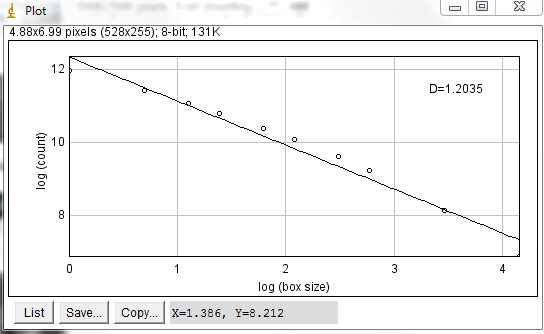 Plot
4.88x6.99 pixels (528x255); 8-bit; 131K
12
D=1.2035
10
log (count)
8
0 1 2 3 4
log (box size)
List Save... Copy... X=1.386, Y=8.212